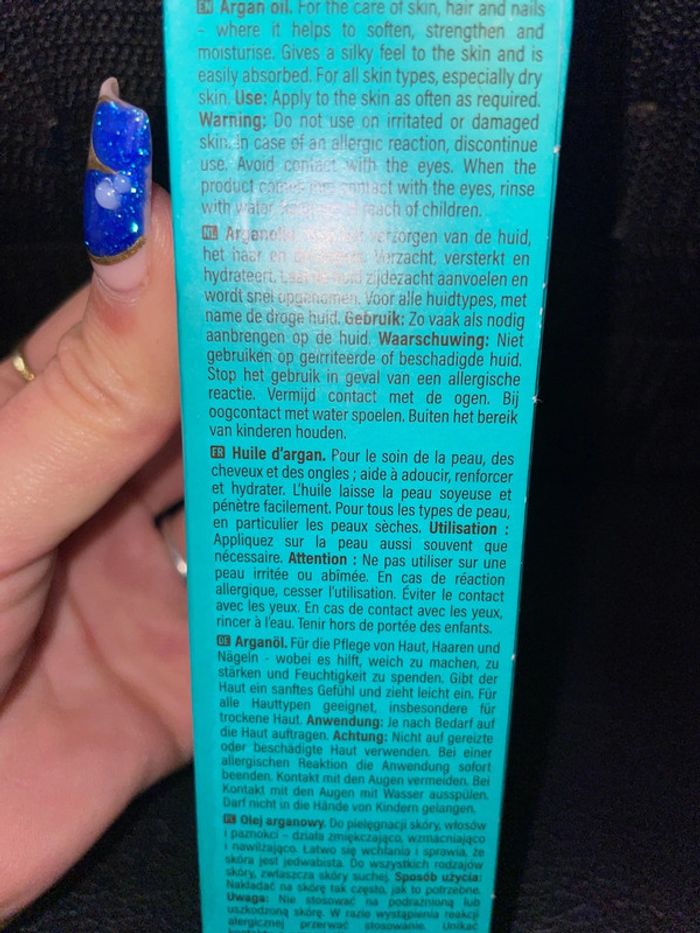 EN Argan oil. For the care of skin, hair and nails
- where it helps to soften, strengthen and
moisturise. Gives a silky feel to the skin and is
easily absorbed. For all skin types, especially dry
skin. Use: Apply to the skin as often as required.
Warning: Do not use on irritated or damaged
skin. In case of an allergic reaction, discontinue
use. Avoid contact with the eyes. When the
product comes into contact with the eyes, rinse
with water. of reach of children.
NL Arganolie. verzorgen van de huid,
het haar en Verzacht, versterkt en
hydrateert. Laat de huid zijdezacht aanvoelen en
wordt snel opgenomen. Voor alle huidtypes, met
name de droge huid. Gebruik: Zo vaak als nodig
aanbrengen op de huid. Waarschuwing: Niet
gebruiken op geïrriteerde of beschadigde huid.
Stop het gebruik in geval van een allergische
reactie. Vermijd contact met de ogen. Bij
oogcontact met water spoelen. Buiten het bereik
van kinderen houden.
FR Huile d'argan. Pour le soin de la peau, des
cheveux et des ongles ; aide à adoucir, renforcer
et hydrater. L'huile laisse la peau soyeuse et
pénètre facilement. Pour tous les types de peau,
en particulier les peaux sèches. Utilisation :
Appliquez sur la peau aussi souvent que
nécessaire. Attention : Ne pas utiliser sur une
peau irritée ou abîmée. En cas de réaction
allergique, cesser l'utilisation. Éviter le contact
avec les yeux. En cas de contact avec les yeux,
rincer à l'eau. Tenir hors de portée des enfants.
DE Arganöl. Für die Pflege von Haut, Haaren und
Nägeln - wobei es hilft, weich zu machen, zu
stärken und Feuchtigkeit zu spenden. Gibt der
Haut ein sanftes Gefühl und zieht leicht ein. Für
alle Hauttypen geeignet, insbesondere für
trockene Haut. Anwendung: Je nach Bedarf auf
die Haut auftragen. Achtung: Nicht auf gereizte
oder beschädigte Haut verwenden. Bei einer
allergischen Reaktion die Anwendung sofort
beenden. Kontakt mit den Augen vermeiden. Bei
Kontakt mit den Augen mit Wasser ausspülen.
Darf nicht in die Hände von Kindern gelangen.
PL Olej arganowy. Do pielęgnacji skóry, włosów
i paznokci - działa zmiękczająco, wzmacniająco
i nawilżająco. Łatwo się wchłania i sprawia, że
skóra jest jedwabista. Do wszystkich rodzajów
skóry, zwłaszcza skóry suchej. Sposób użycia:
Nakładać na skórę tak często, jak to potrzebne.
Uwaga: Nie stosować na podrażnioną lub
uszkodzoną skórę. W razie wystąpienia reakcji
alergicznej przerwać stosowanie. Unikać